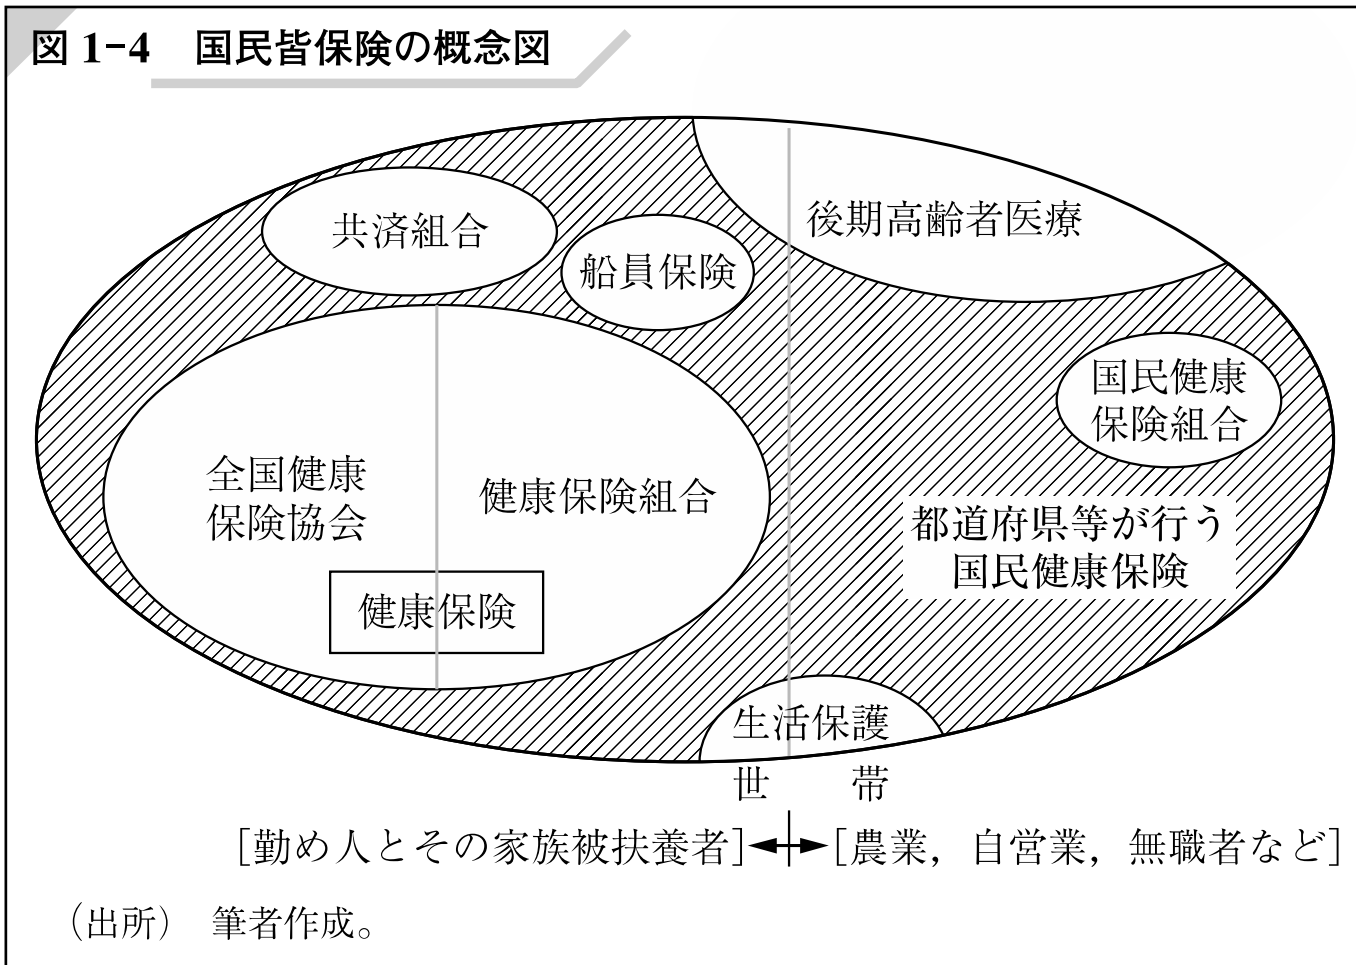 図 1-4　国民皆保険の概念図
共済組合
船員保険
後期高齢者医療
国民健康
保険組合
全国健康
保険協会
健康保険組合
都道府県等が行う
国民健康保険
健康保険
生活保護
世　帯
[勤め人とその家族被扶養者]
[農業，自営業，無職者など]
（出所）　筆者作成。